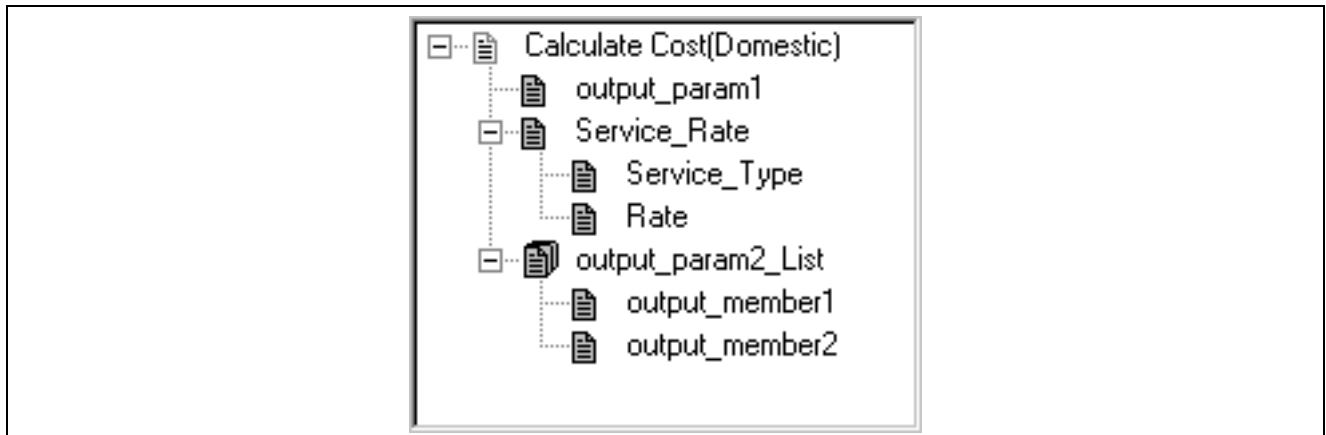 Calculate Cost(Domestic)
output_param1
Service_Rate
Service_Type
Rate
output_param2_List
output_member1
output_member2